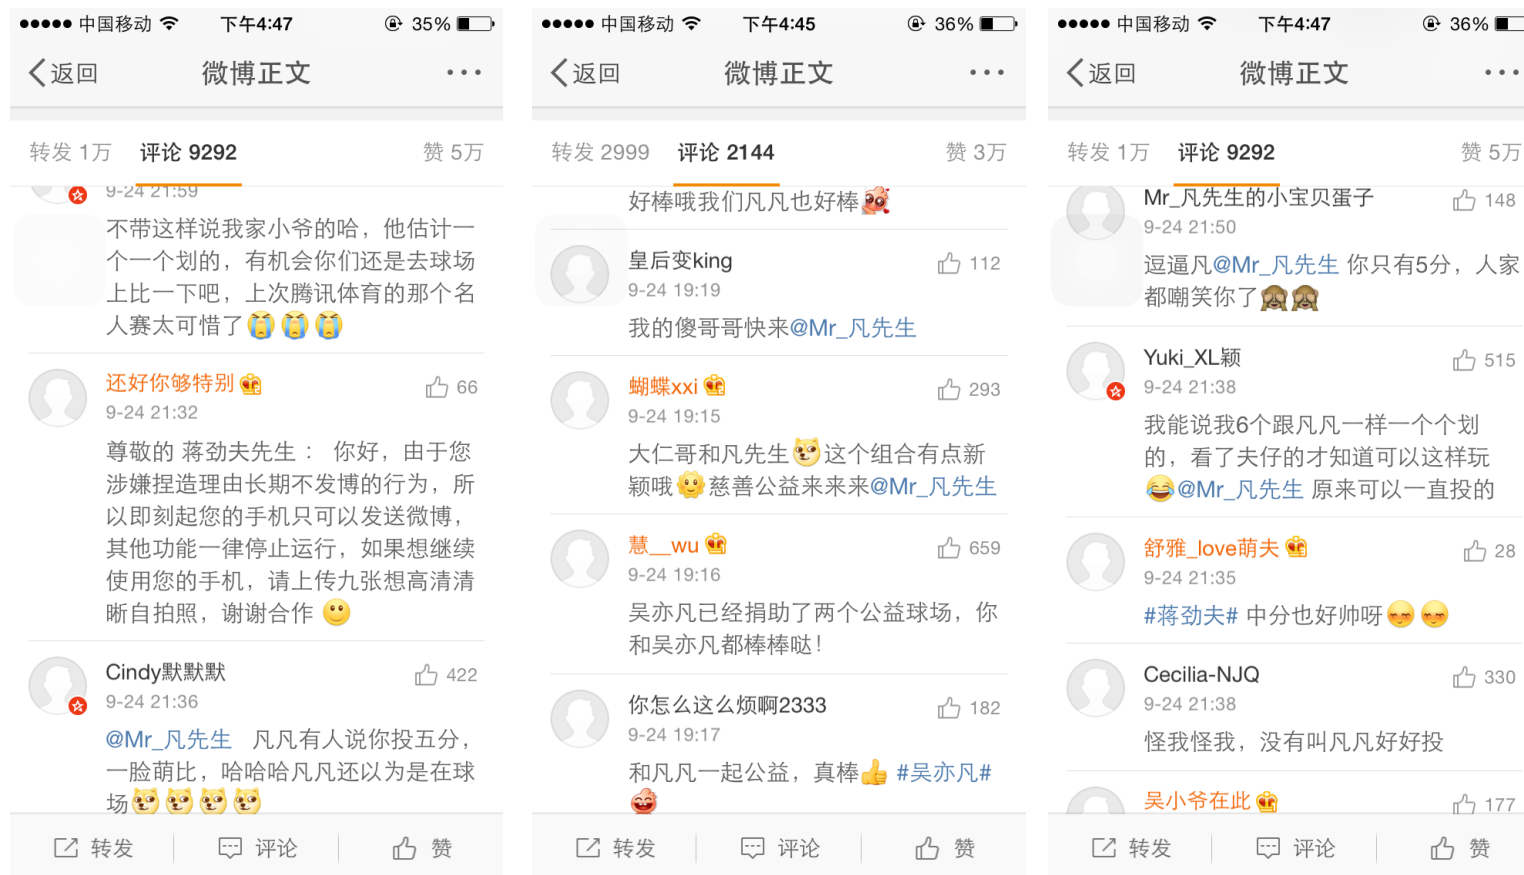 中国移动 下午4:47 35%
返回 微博正文 ...
转发 1万 评论 9292 赞 5万
9-24 21:59
不带这样说我家小爷的哈，他估计一
个一个划的，有机会你们还是去球场
上比一下吧，上次腾讯体育的那个名
人赛太可惜了
还好你够特别 66
9-24 21:32
尊敬的 蒋劲夫先生 ： 你好，由于您
涉嫌捏造理由长期不发博的行为，所
以即刻起您的手机只可以发送微博，
其他功能一律停止运行，如果想继续
使用您的手机，请上传九张想高清清
晰自拍照，谢谢合作
Cindy默默默 422
9-24 21:36
@Mr_凡先生 凡凡有人说你投五分，
一脸萌比，哈哈哈凡凡还以为是在球
场
转发 评论 赞
中国移动 下午4:45 36%
返回 微博正文 ...
转发 2999 评论 2144 赞 3万
好棒哦我们凡凡也好棒
皇后变king 112
9-24 19:19
我的傻哥哥快来@Mr_凡先生
蝴蝶xxi 293
9-24 19:15
大仁哥和凡先生这个组合有点新
颖哦慈善公益来来来@Mr_凡先生
慧__wu 659
9-24 19:16
吴亦凡已经捐助了两个公益球场，你
和吴亦凡都棒棒哒！
你怎么这么烦啊2333 182
9-24 19:17
和凡凡一起公益，真棒 #吴亦凡#
转发 评论 赞
中国移动 下午4:47 36%
返回 微博正文 ...
转发 1万 评论 9292 赞 5万
Mr_凡先生的小宝贝蛋子 148
9-24 21:50
逗逼凡@Mr_凡先生 你只有5分，人家
都嘲笑你了
Yuki_XL颖 515
9-24 21:38
我能说我6个跟凡凡一样一个个划
的，看了夫仔的才知道可以这样玩
@Mr_凡先生 原来可以一直投的
舒雅_love萌夫 28
9-24 21:35
#蒋劲夫# 中分也好帅呀
Cecilia-NJQ 330
9-24 21:38
怪我怪我，没有叫凡凡好好投
吴小爷在此 177
转发 评论 赞